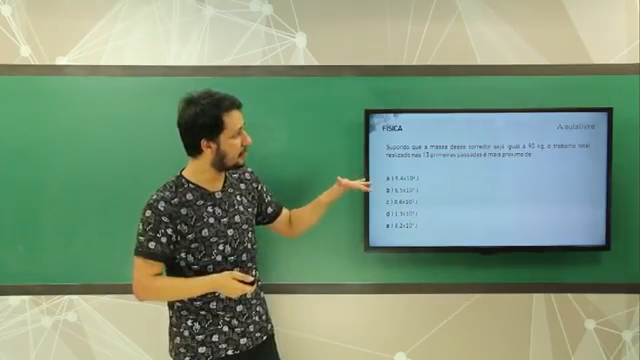 FÍSICA
aulalivre
Supondo que a massa desse corredor seja igual a 90 kg, o trabalho total
realizado nas 13 primeiras passadas é mais próximo de
a )
b )
c )
d )
e )